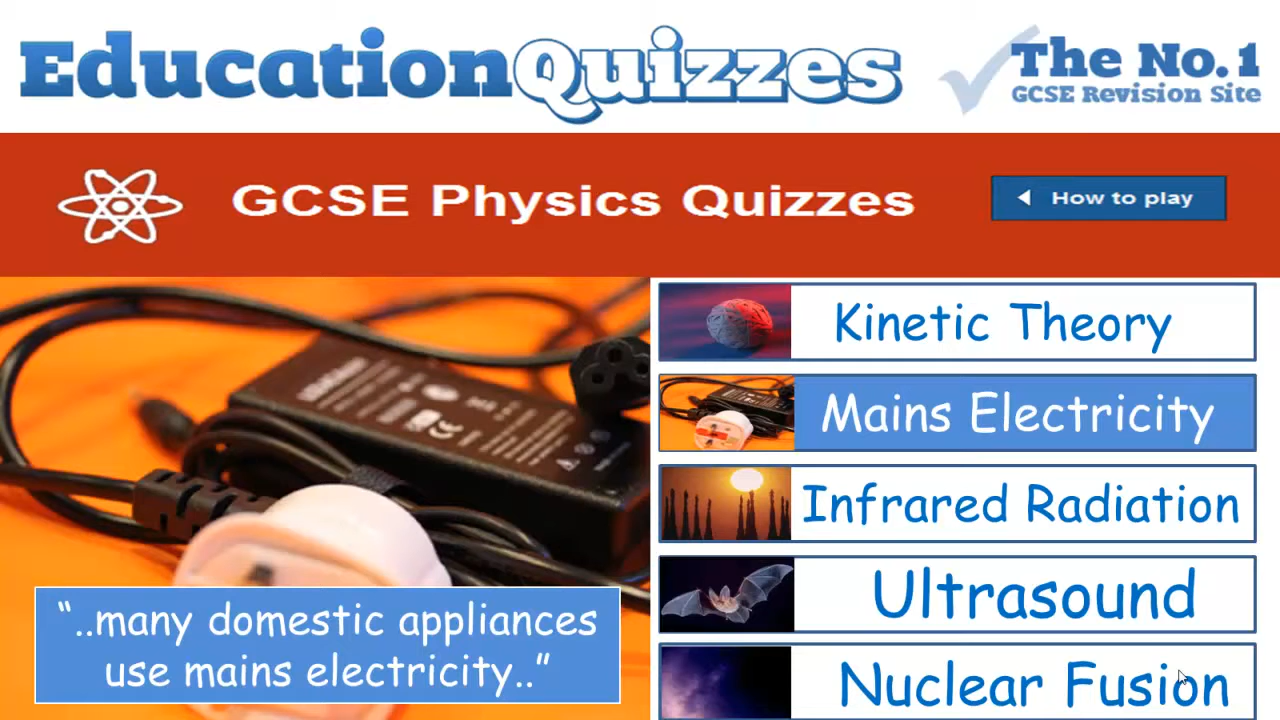 EducationQuizzes
The No.1
GCSE Revision Site
GCSE Physics Quizzes
How to play
Kinetic Theory
Mains Electricity
Infrared Radiation
Ultrasound
Nuclear Fusion
“..many domestic appliances
use mains electricity..”